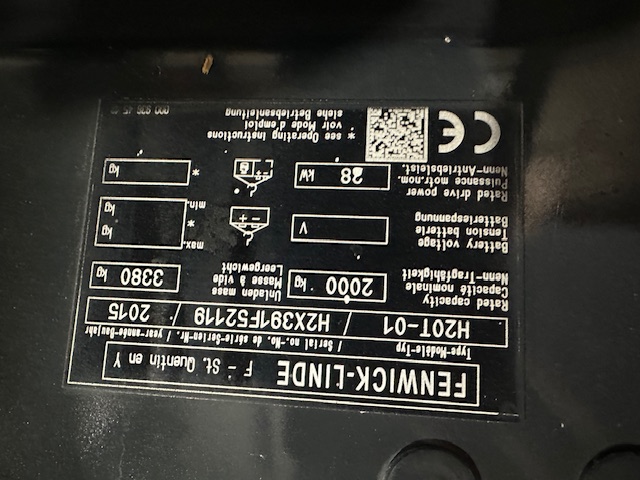 FENWICK-LINDE F - St. Quentin en Y
Type-Modèle-Typ / Serial no.-No. de série-Serien-Nr. / year-année-Baujahr
H20T-01 / H2X391F52119 / 2015
Rated capacity
Capacité nominale
Nenn-Tragfähigkeit
2000 kg
Unladen mass
Masse à vide
Leergewicht
3380 kg
Battery voltage
Tension batterie
Batteriespannung
V
- +
max.
*
min.
kg
Rated drive power
Puissance motr.nom.
Nenn-Antriebsleist.
28 kW
- +
*
kg
CE
* see Operating Instructions
voir Mode d'emploi
siehe Betriebsanleitung